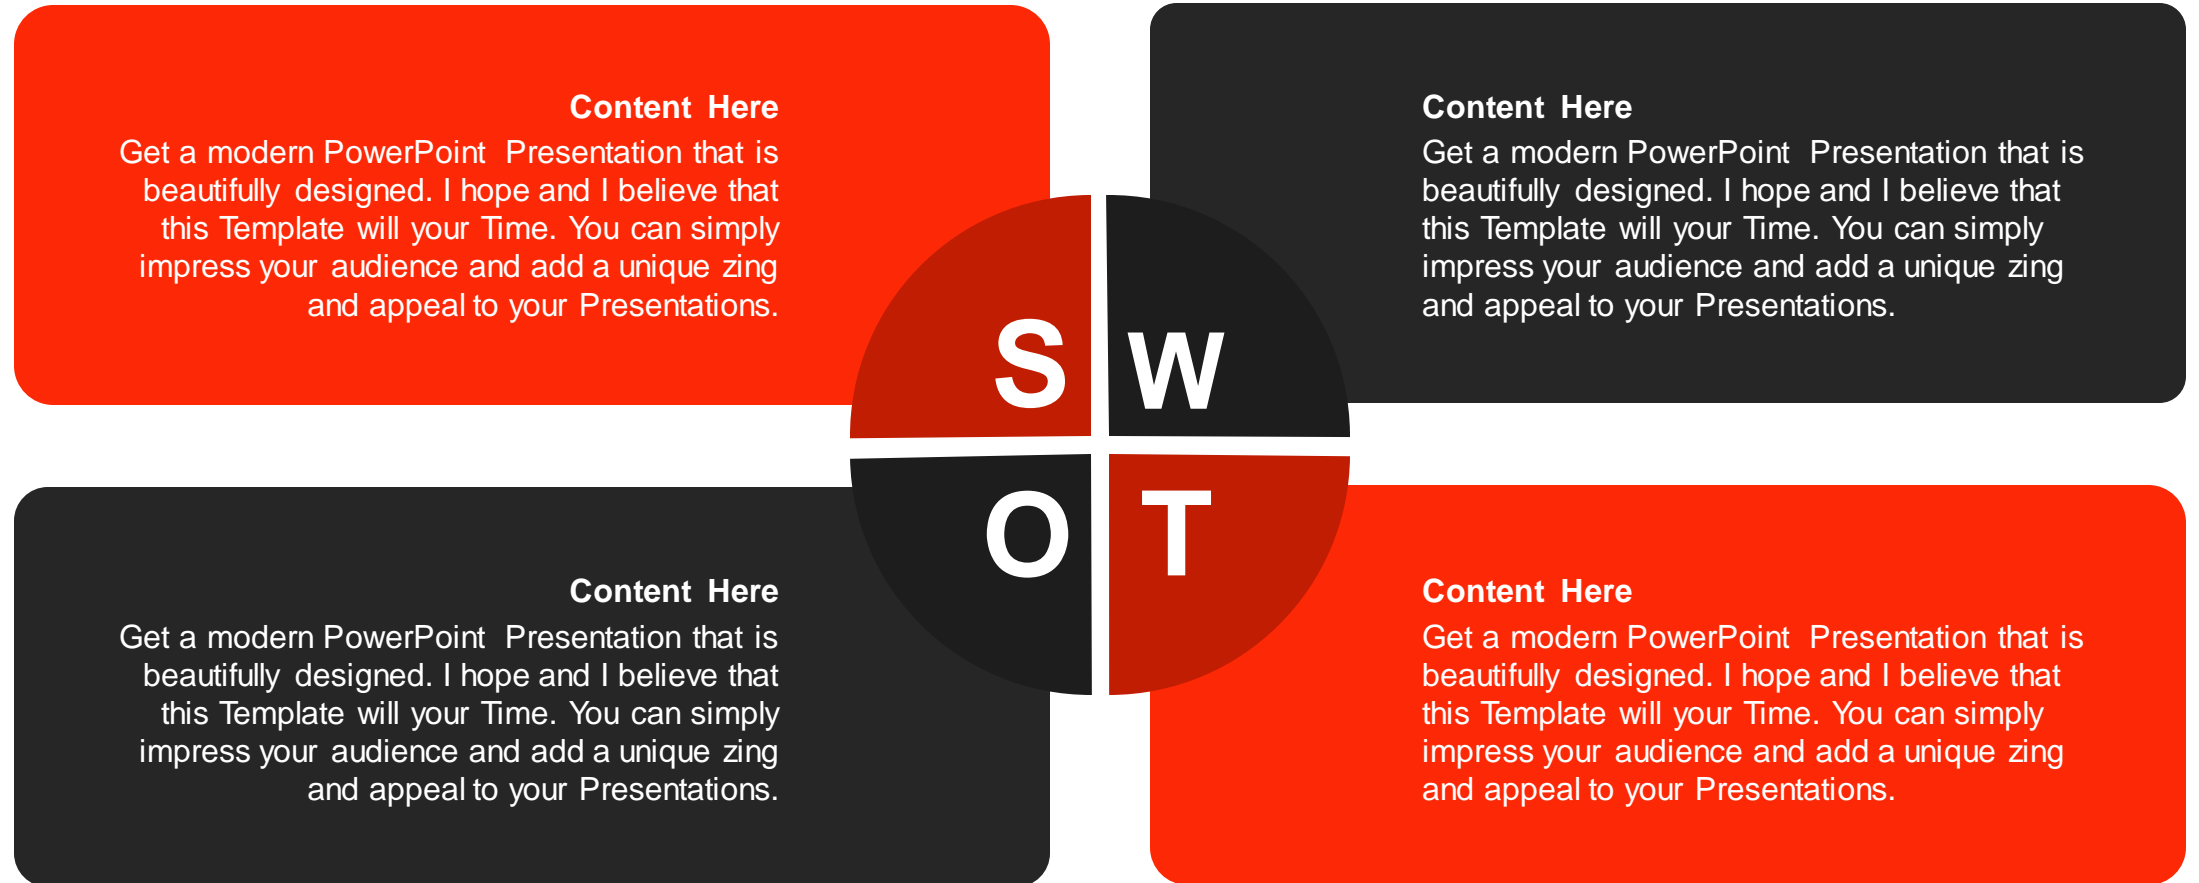 Content Here
Get a modern PowerPoint Presentation that is
beautifully designed. I hope and I believe that
this Template will your Time. You can simply
impress your audience and add a unique zing
and appeal to your Presentations.
Content Here
Get a modern PowerPoint Presentation that is
beautifully designed. I hope and I believe that
this Template will your Time. You can simply
impress your audience and add a unique zing
and appeal to your Presentations.
S W
O T
Content Here
Get a modern PowerPoint Presentation that is
beautifully designed. I hope and I believe that
this Template will your Time. You can simply
impress your audience and add a unique zing
and appeal to your Presentations.
Content Here
Get a modern PowerPoint Presentation that is
beautifully designed. I hope and I believe that
this Template will your Time. You can simply
impress your audience and add a unique zing
and appeal to your Presentations.